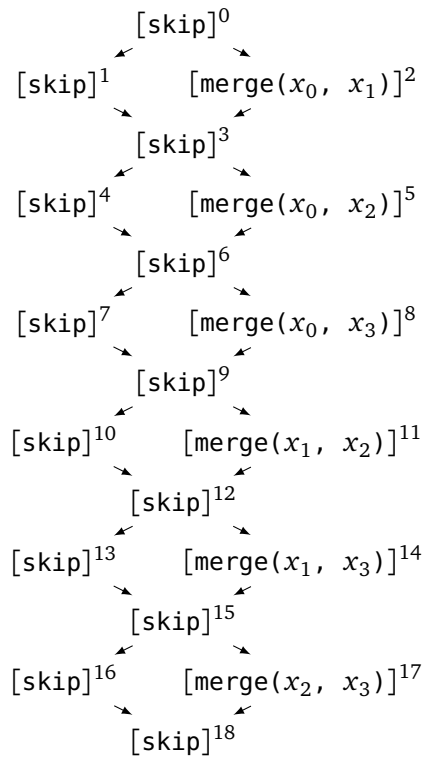 [skip]⁰
[skip]¹ [merge(x₀, x₁)]²
[skip]³
[skip]⁴ [merge(x₀, x₂)]⁵
[skip]⁶
[skip]⁷ [merge(x₀, x₃)]⁸
[skip]⁹
[skip]¹⁰ [merge(x₁, x₂)]¹¹
[skip]¹²
[skip]¹³ [merge(x₁, x₃)]¹⁴
[skip]¹⁵
[skip]¹⁶ [merge(x₂, x₃)]¹⁷
[skip]¹⁸